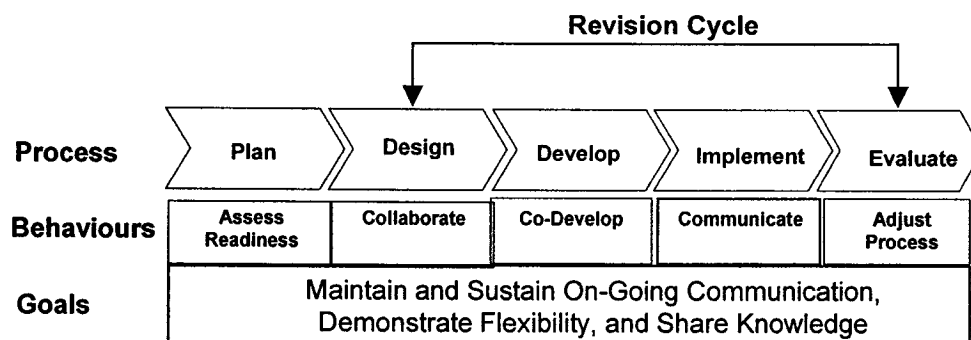 Revision Cycle
Process
Plan
Design
Develop
Implement
Evaluate
Behaviours
Assess
Readiness
Collaborate
Co-Develop
Communicate
Adjust
Process
Goals
Maintain and Sustain On-Going Communication,
Demonstrate Flexibility, and Share Knowledge